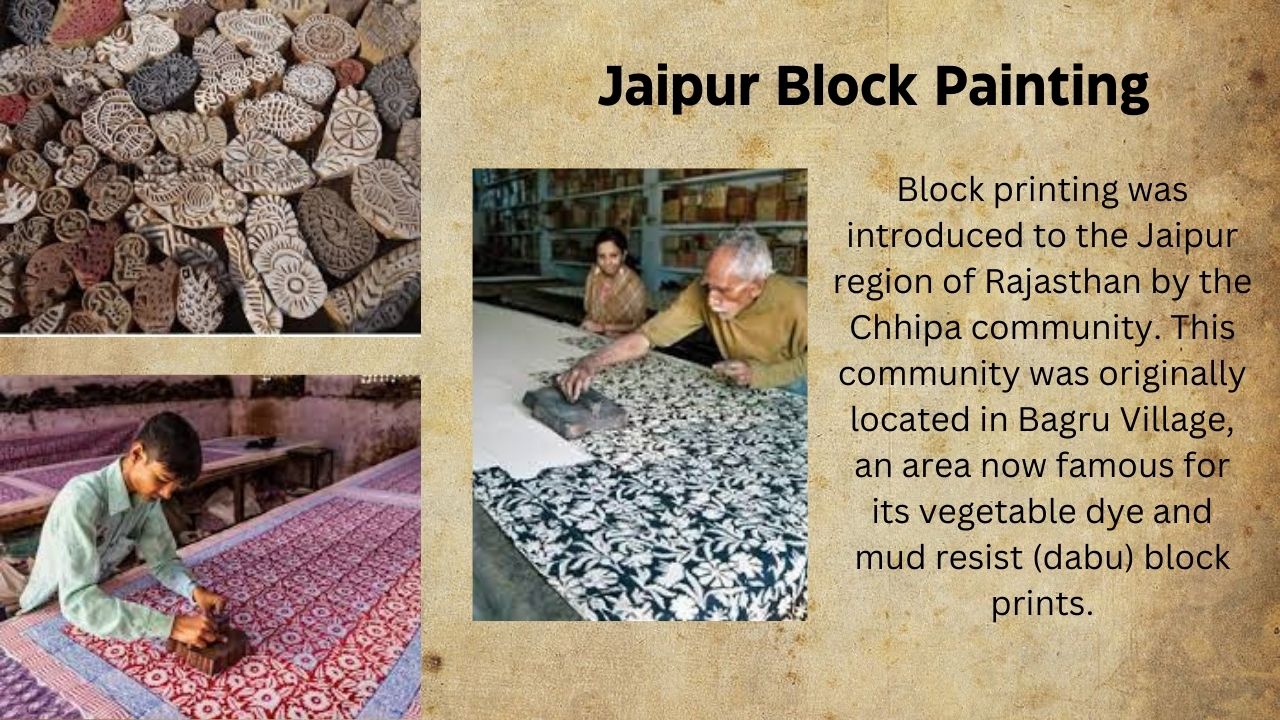 Jaipur Block Painting
Block printing was
introduced to the Jaipur
region of Rajasthan by the
Chhipa community. This
community was originally
located in Bagru Village,
an area now famous for
its vegetable dye and
mud resist (dabu) block
prints.